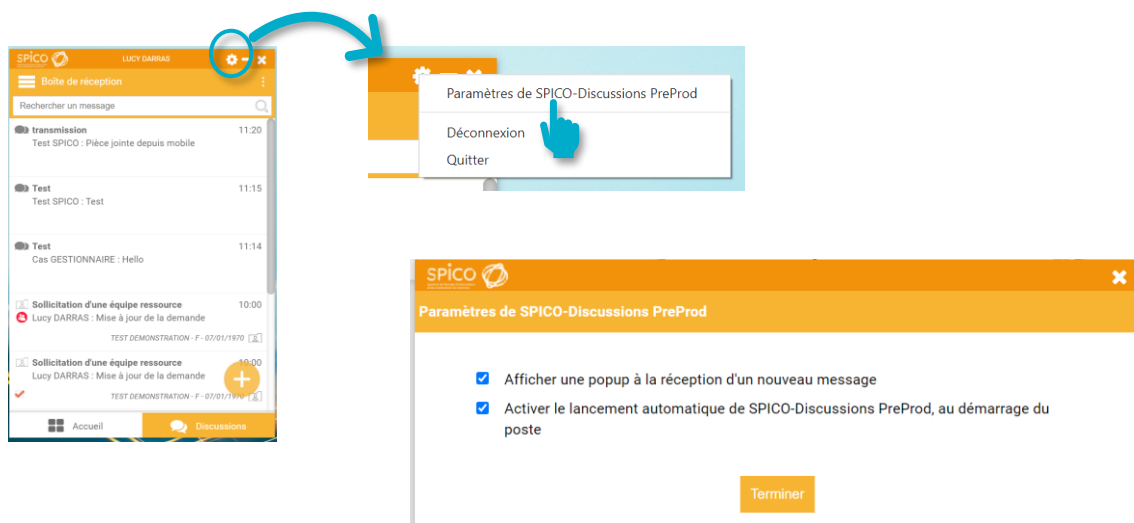 SPICO
LUCY DARRAS
Boîte de réception
Rechercher un message
transmission 11:20
Test SPICO : Pièce jointe depuis mobile
Test 11:15
Test SPICO : Test
Test 11:14
Cas GESTIONNAIRE : Hello
Sollicitation d'une équipe ressource 10:00
Lucy DARRAS : Mise à jour de la demande
TEST DEMONSTRATION - F - 07/01/1970
Sollicitation d'une équipe ressource 10:00
Lucy DARRAS : Mise à jour de la demande
TEST DEMONSTRATION - F - 07/01/1970
Accueil
Discussions
Paramètres de SPICO-Discussions PreProd
Déconnexion
Quitter
SPICO
Paramètres de SPICO-Discussions PreProd
Afficher une popup à la réception d'un nouveau message
Activer le lancement automatique de SPICO-Discussions PreProd, au démarrage du
poste
Terminer